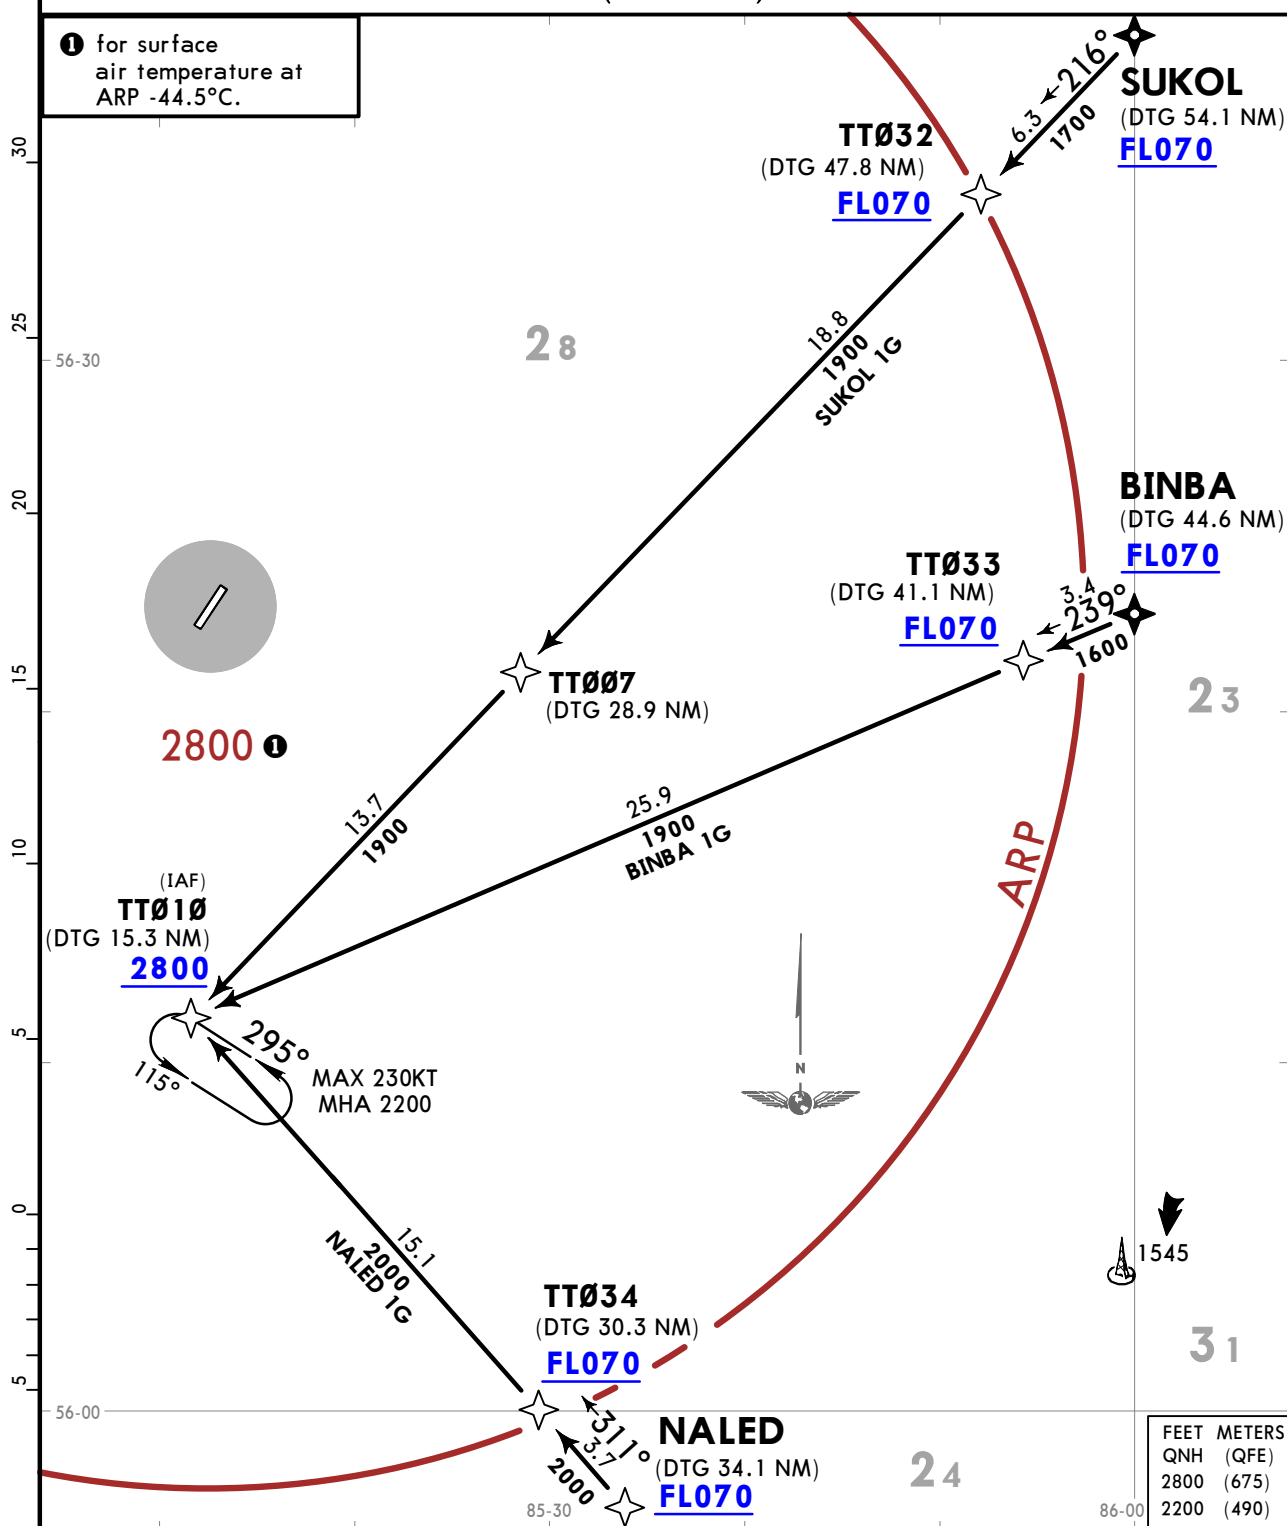 ❶ for surface
air temperature at
ARP -44.5°C.
216°
6.3
1700
SUKOL
(DTG 54.1 NM)
FL070
TTØ32
(DTG 47.8 NM)
FL070
30
25
56-30
28
18.8
1900
SUKOL 1G
20
BINBA
(DTG 44.6 NM)
FL070
TTØ33
(DTG 41.1 NM)
FL070
3.4
239°
1600
15
TTØØ7
(DTG 28.9 NM)
23
2800 ❶
13.7
1900
25.9
1900
BINBA 1G
ARP
10
(IAF)
TTØ1Ø
(DTG 15.3 NM)
2800
5
295°
115°
MAX 230KT
MHA 2200
N
0
15.1
2000
NALED 1G
1545
TTØ34
(DTG 30.3 NM)
FL070
31
5
56-00
311°
3.7
2000
NALED
(DTG 34.1 NM)
FL070
24
85-30
86-00
FEET METERS
QNH (QFE)
2800 (675)
2200 (490)